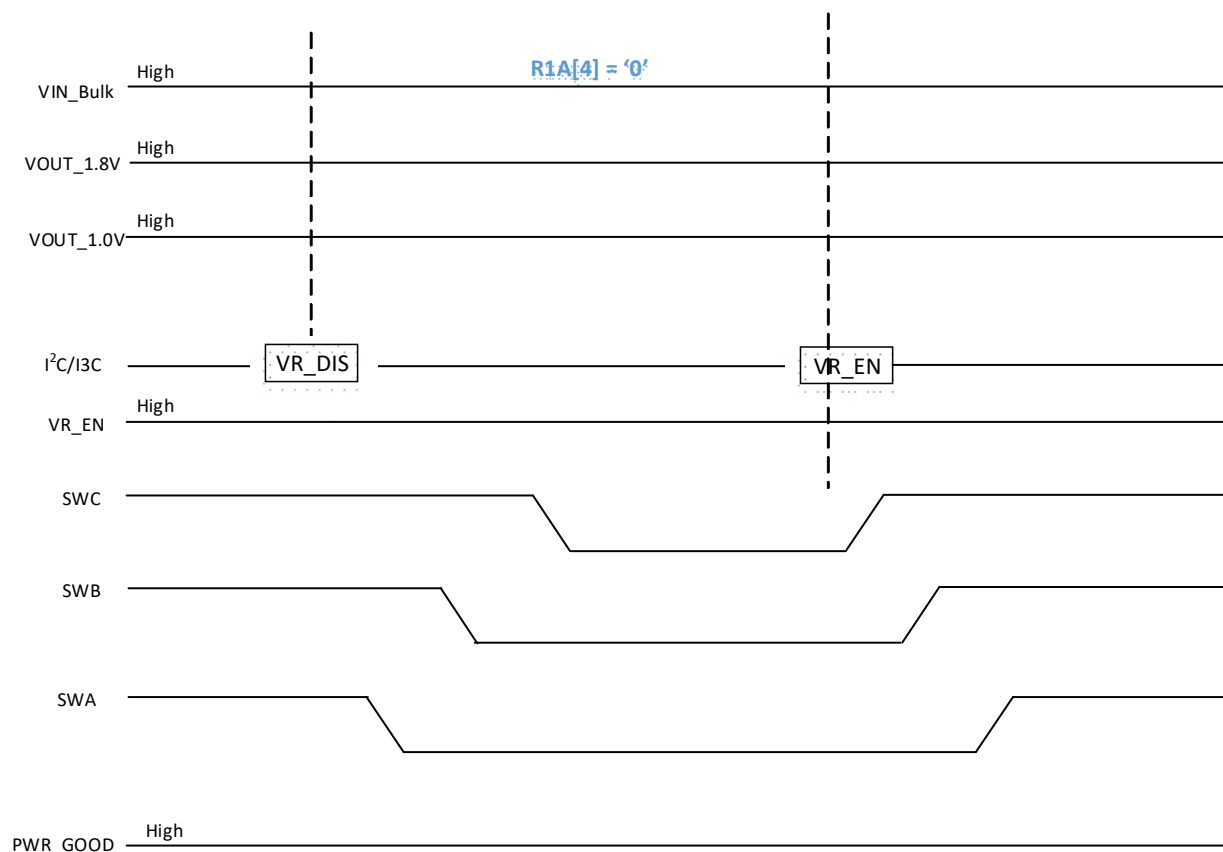 High
R1A[4] = ‘0’
VIN_Bulk
High
VOUT_1.8V
High
VOUT_1.0V
I²C/I3C
VR_DIS
VR_EN
High
VR_EN
SWC
SWB
SWA
High
PWR_GOOD